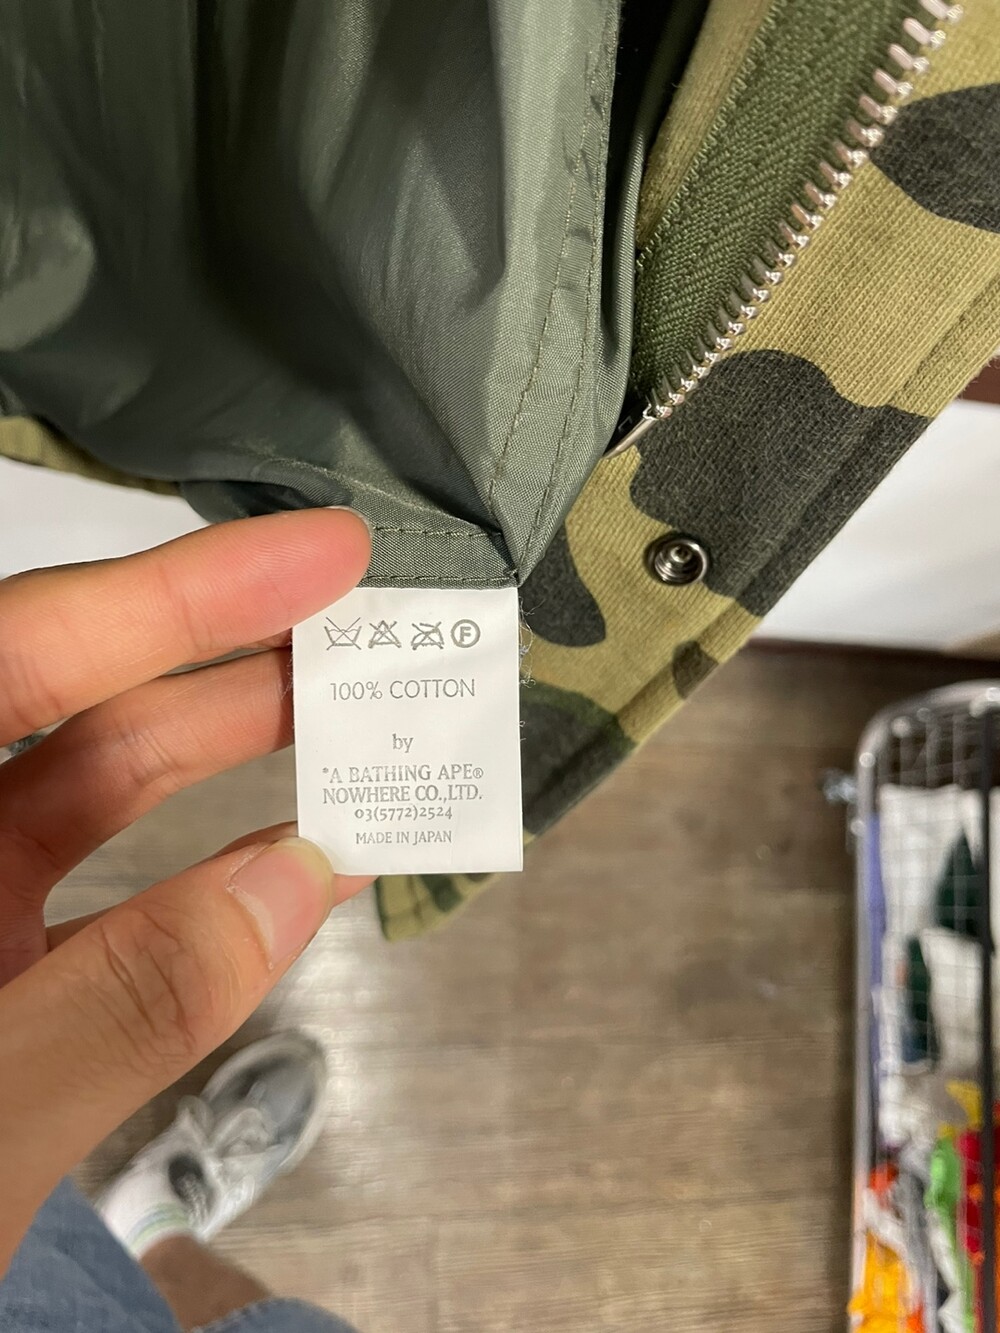 F
100% COTTON
by
*A BATHING APE®
NOWHERE CO.,LTD.
03(5772)2524
MADE IN JAPAN